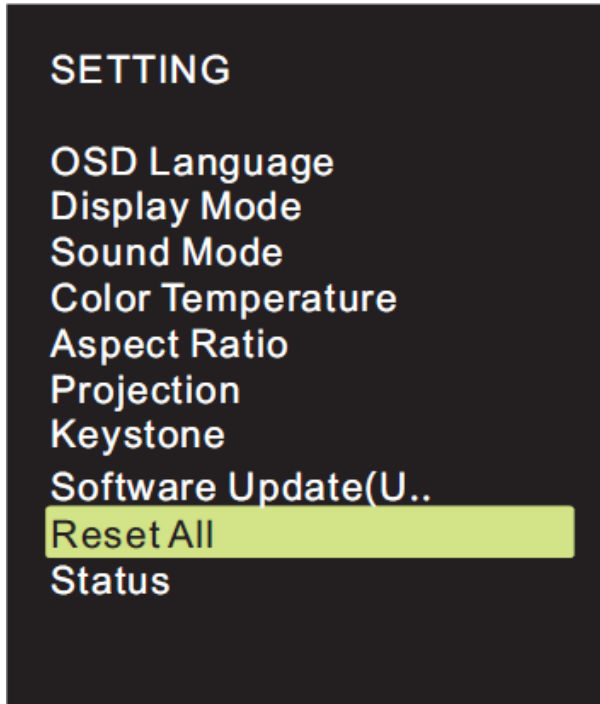 SETTING
OSD Language
Display Mode
Sound Mode
Color Temperature
Aspect Ratio
Projection
Keystone
Software Update(U..
Reset All
Status